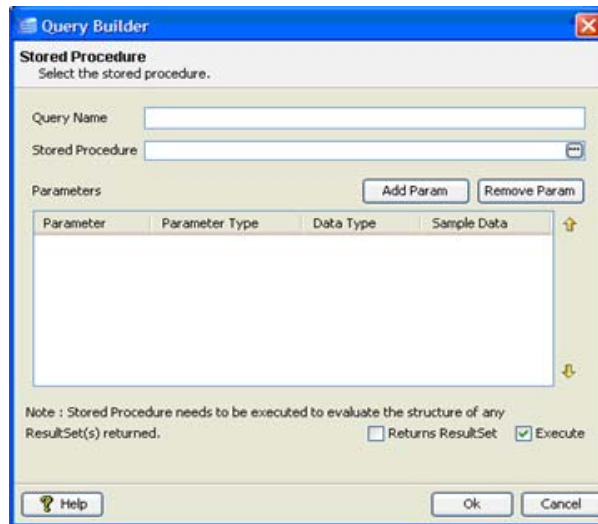 Query Builder
Stored Procedure
Select the stored procedure.
Query Name
Stored Procedure
Parameters Add Param Remove Param
Parameter Parameter Type Data Type Sample Data
Note : Stored Procedure needs to be executed to evaluate the structure of any
ResultSet(s) returned. Returns ResultSet Execute
Help Ok Cancel